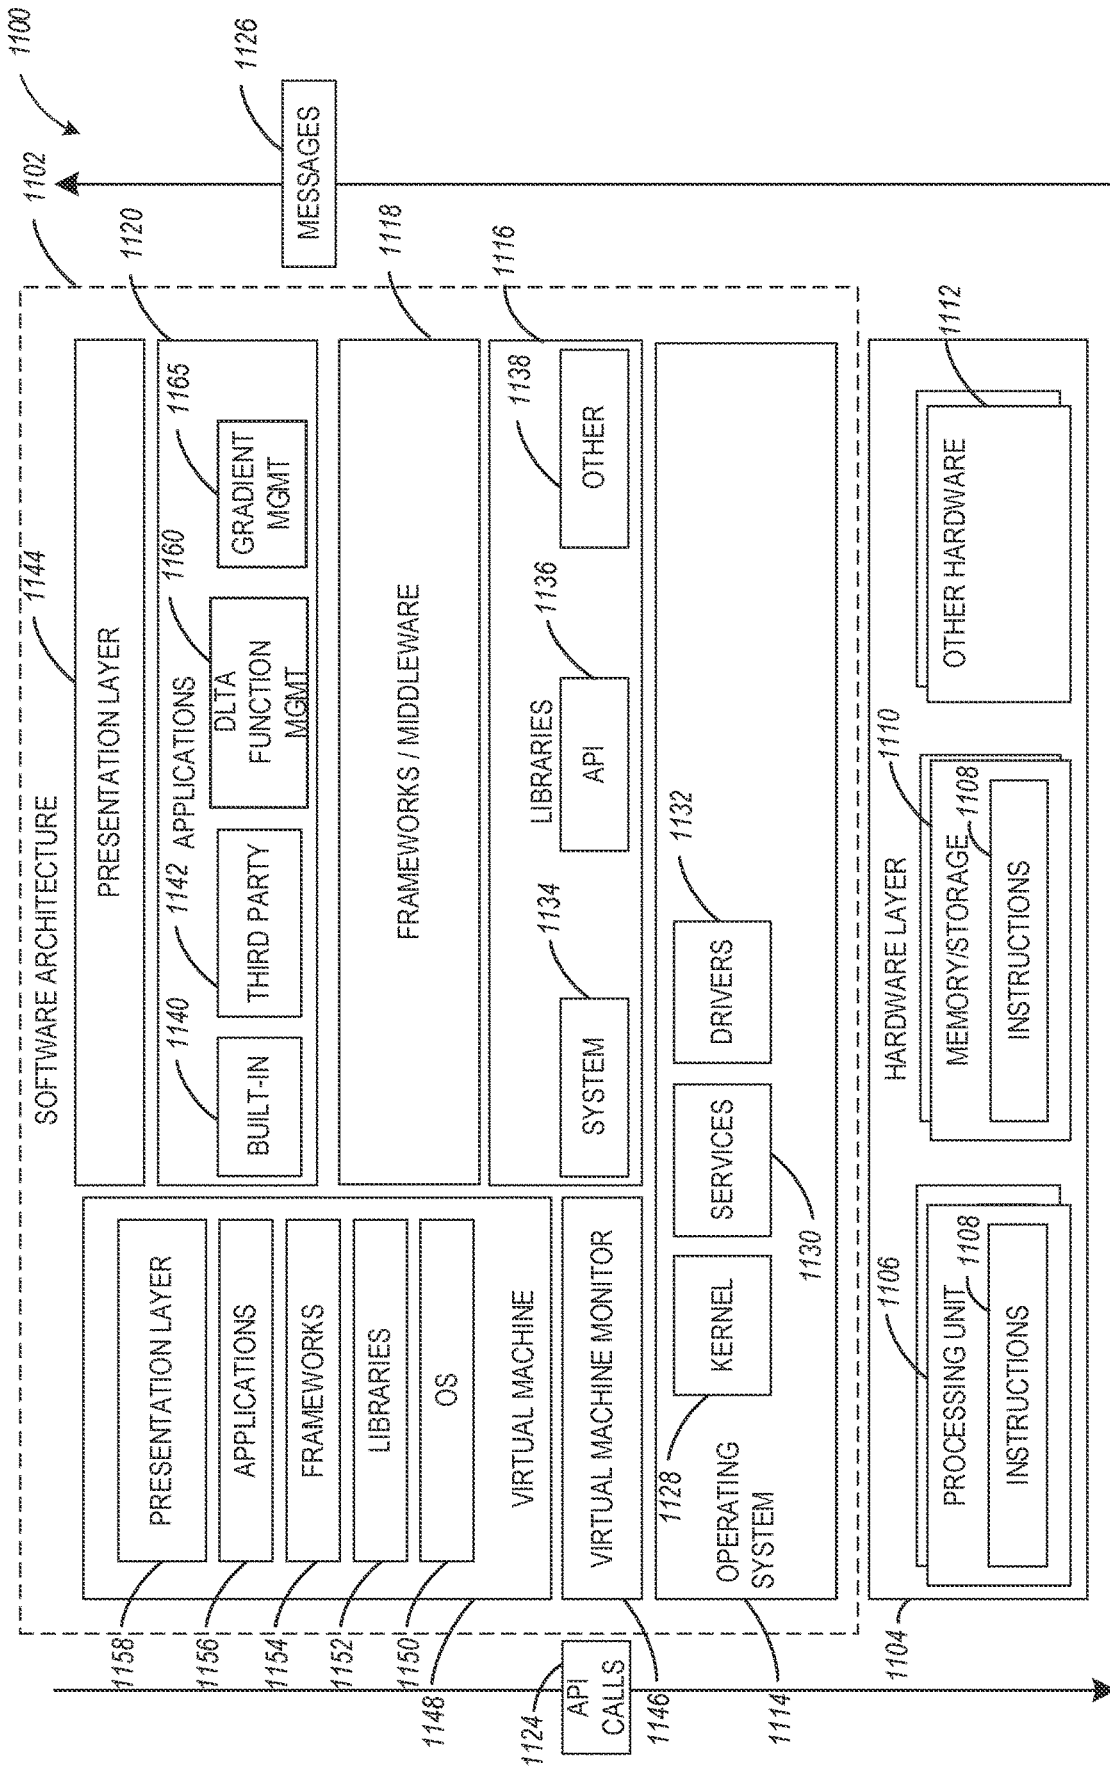 1100
SOFTWARE ARCHITECTURE
1144
1102
PRESENTATION LAYER
1158
PRESENTATION LAYER
1156
APPLICATIONS
1154
FRAMEWORKS
1152
LIBRARIES
1150
OS
1148
VIRTUAL MACHINE
1140
1142
APPLICATIONS
1160
1165
1120
BUILT-IN
THIRD PARTY
DLTA
FUNCTION
MGMT
GRADIENT
MGMT
1126
MESSAGES
FRAMEWORKS / MIDDLEWARE
1118
1124
API
CALLS
1146
VIRTUAL MACHINE MONITOR
LIBRARIES
1134
1136
1138
1116
SYSTEM
API
OTHER
1114
OPERATING
SYSTEM
1128
KERNEL
SERVICES
1130
DRIVERS
1132
1104
HARDWARE LAYER
1106
PROCESSING UNIT
1108
INSTRUCTIONS
1110
MEMORY/STORAGE
1108
INSTRUCTIONS
OTHER HARDWARE
1112